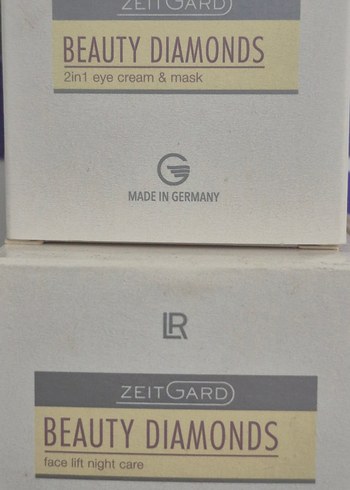 ZEITGARD
BEAUTY DIAMONDS
2in1 eye cream & mask
G
MADE IN GERMANY
LR
ZEITGARD
BEAUTY DIAMONDS
face lift night care